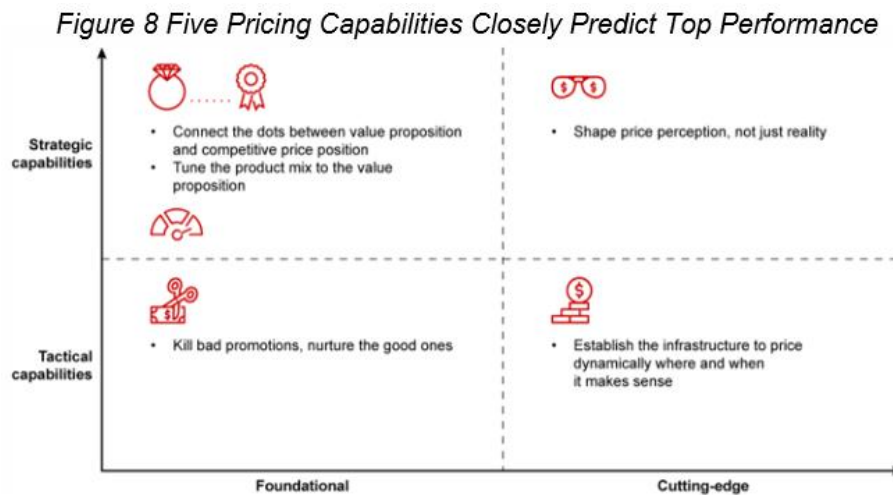 Figure 8 Five Pricing Capabilities Closely Predict Top Performance
Strategic
capabilities
• Connect the dots between value proposition
and competitive price position
• Tune the product mix to the value
proposition
• Shape price perception, not just reality
Tactical
capabilities
• Kill bad promotions, nurture the good ones
• Establish the infrastructure to price
dynamically where and when
it makes sense
Foundational
Cutting-edge